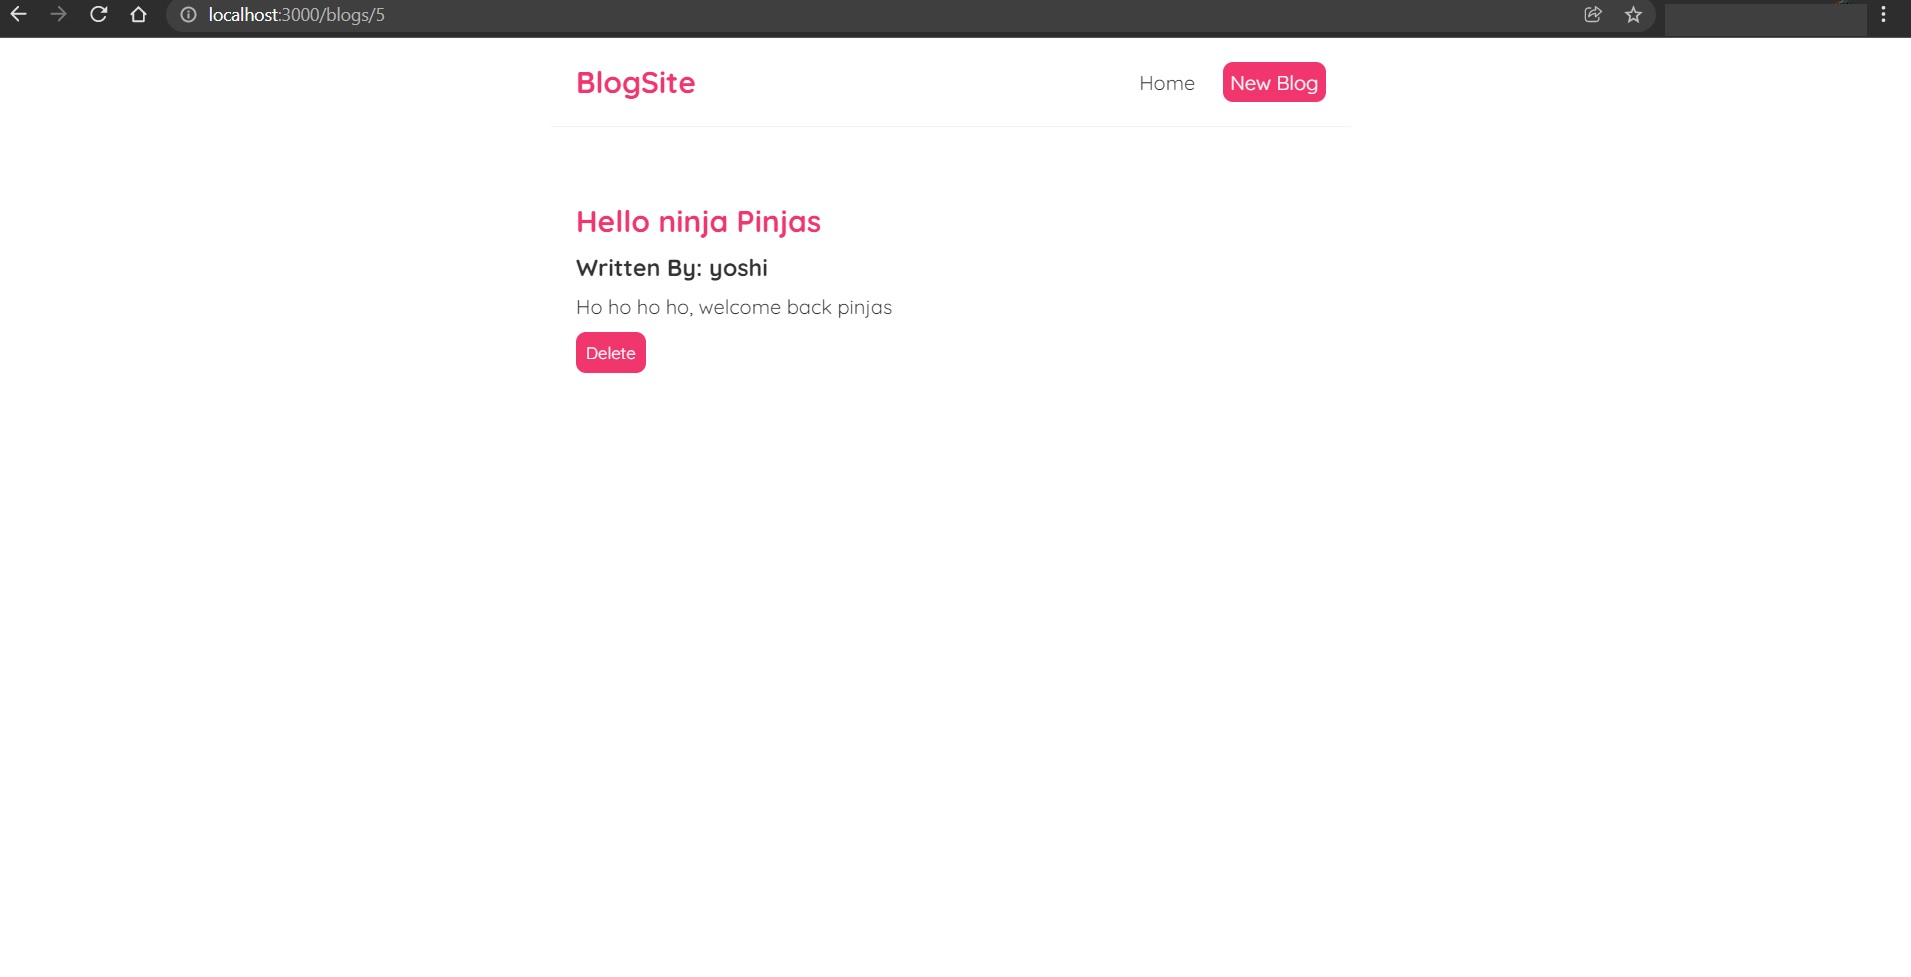 localhost:3000/blogs/5
BlogSite
Home
New Blog
Hello ninja Pinjas
Written By: yoshi
Ho ho ho ho, welcome back pinjas
Delete